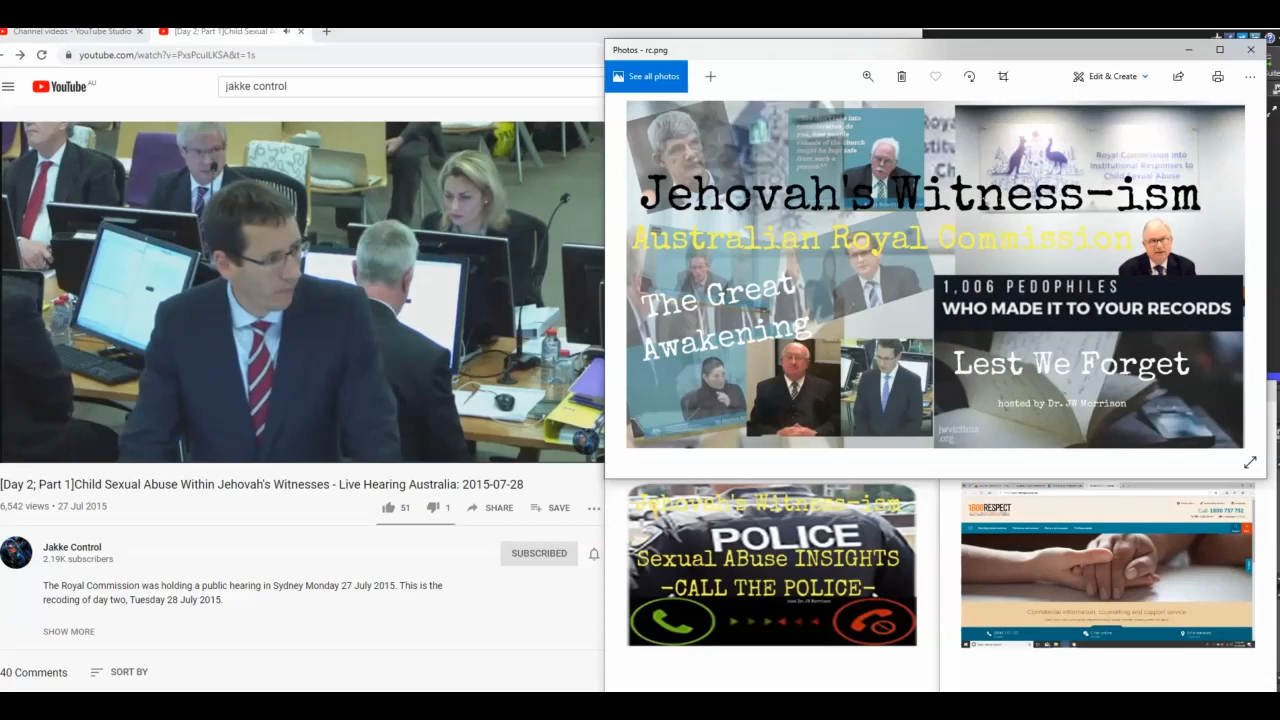 Channel videos - YouTube Studio
[Day 2; Part 1]Child Sexual A
youtube.com/watch?v=PxsPcuILKSA&t=1s
YouTube AU
jakke control
[Day 2; Part 1]Child Sexual Abuse Within Jehovah's Witnesses - Live Hearing Australia: 2015-07-28
6,542 views • 27 Jul 2015
51
1
SHARE
SAVE
Jakke Control
2.19K subscribers
SUBSCRIBED
The Royal Commission was holding a public hearing in Sydney Monday 27 July 2015. This is the
recoding of day two, Tuesday 28 July 2015.
SHOW MORE
40 Comments
SORT BY
Photos - rc.png
See all photos
Edit & Create
Royal Commission into
Institutional Responses to
Child Sexual Abuse
Jehovah's Witness-ism
Australian Royal Commission
The Great
Awakening
1,006 PEDOPHILES
WHO MADE IT TO YOUR RECORDS
Lest We Forget
hosted by Dr. JW Morrison
jwvictims
.org
Jehovah's Witness-ism
POLICE
Sexual ABuse INSIGHTS
-CALL THE POLICE-
1800RESPECT
Call 1800 737 732
Confidential information, counselling and support service